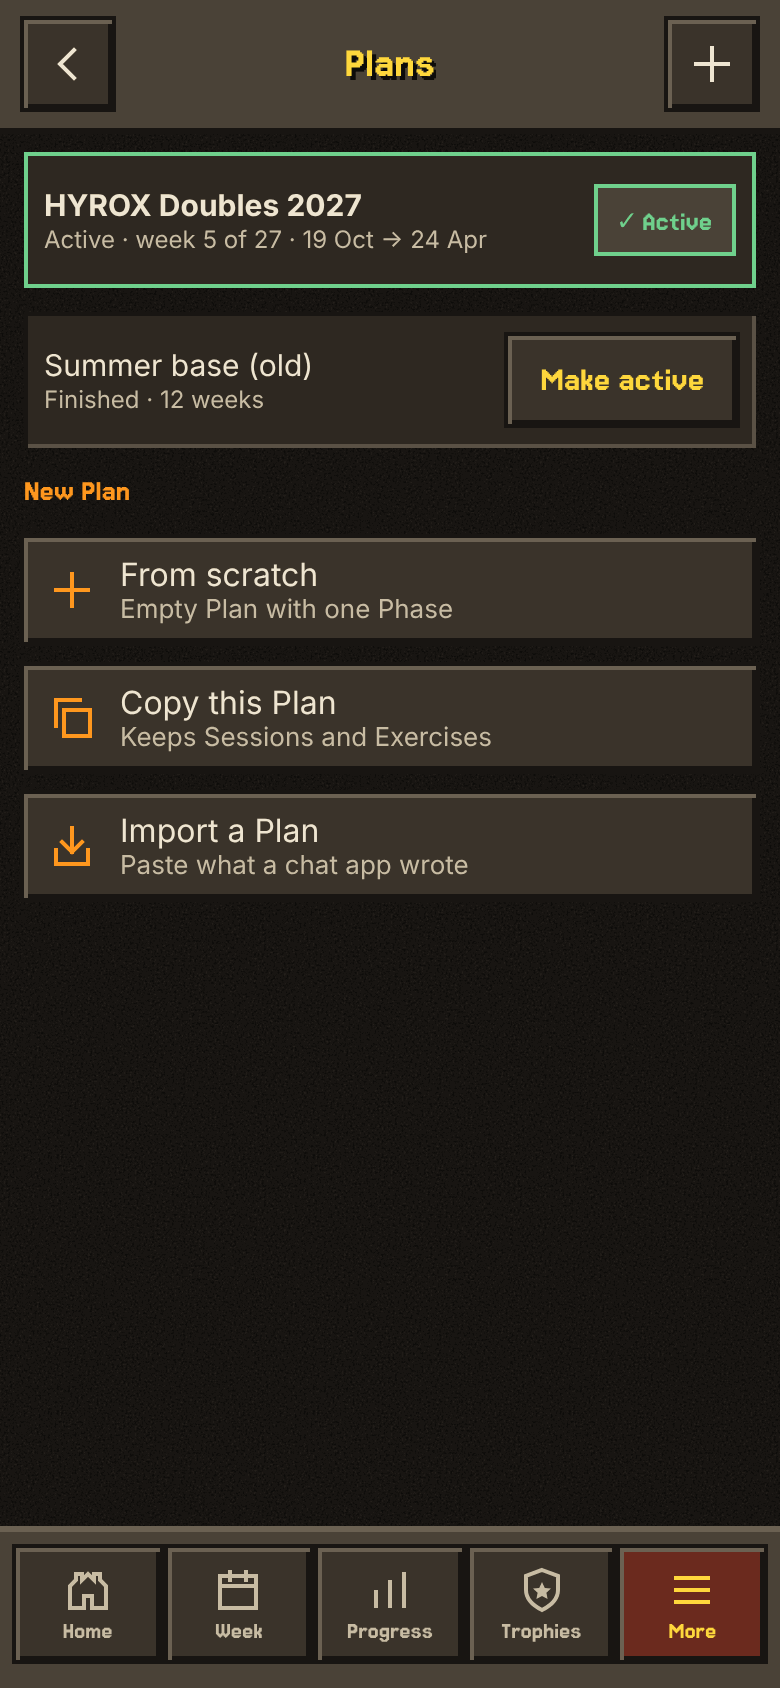 Plans
HYROX Doubles 2027
Active · week 5 of 27 · 19 Oct → 24 Apr
✓ Active
Summer base (old)
Finished · 12 weeks
Make active
New Plan
From scratch
Empty Plan with one Phase
Copy this Plan
Keeps Sessions and Exercises
Import a Plan
Paste what a chat app wrote
Home
Week
Progress
Trophies
More